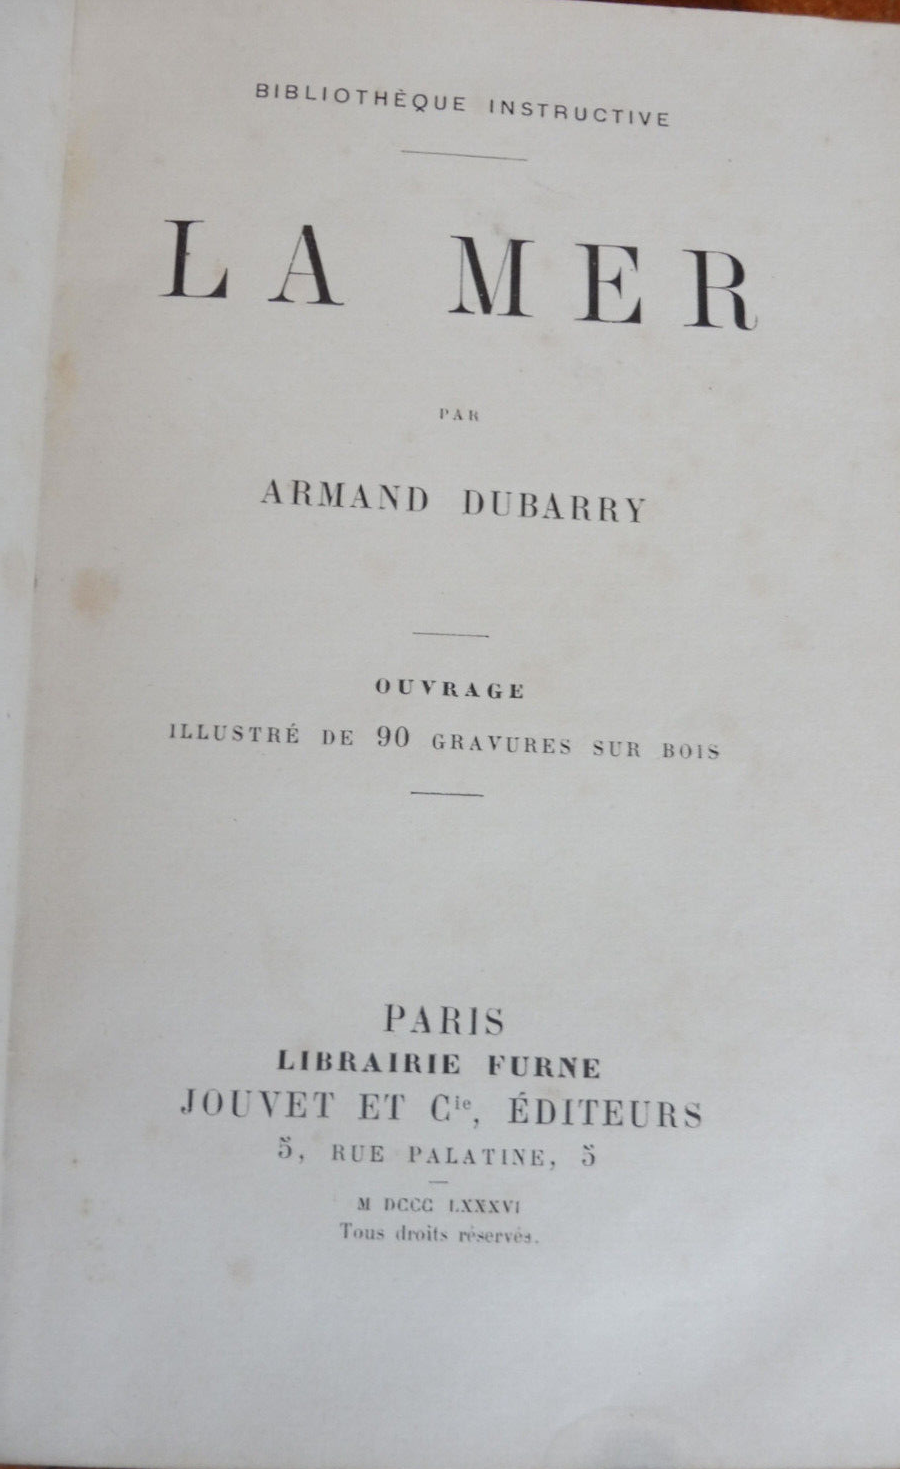 BIBLIOTHÈQUE INSTRUCTIVE
LA MER
PAR
ARMAND DUBARRY
OUVRAGE
ILLUSTRÉ DE 90 GRAVURES SUR BOIS
PARIS
LIBRAIRIE FURNE
JOUVET ET Cie, ÉDITEURS
5, RUE PALATINE, 5
M DCCC LXXXVI
Tous droits réservés.